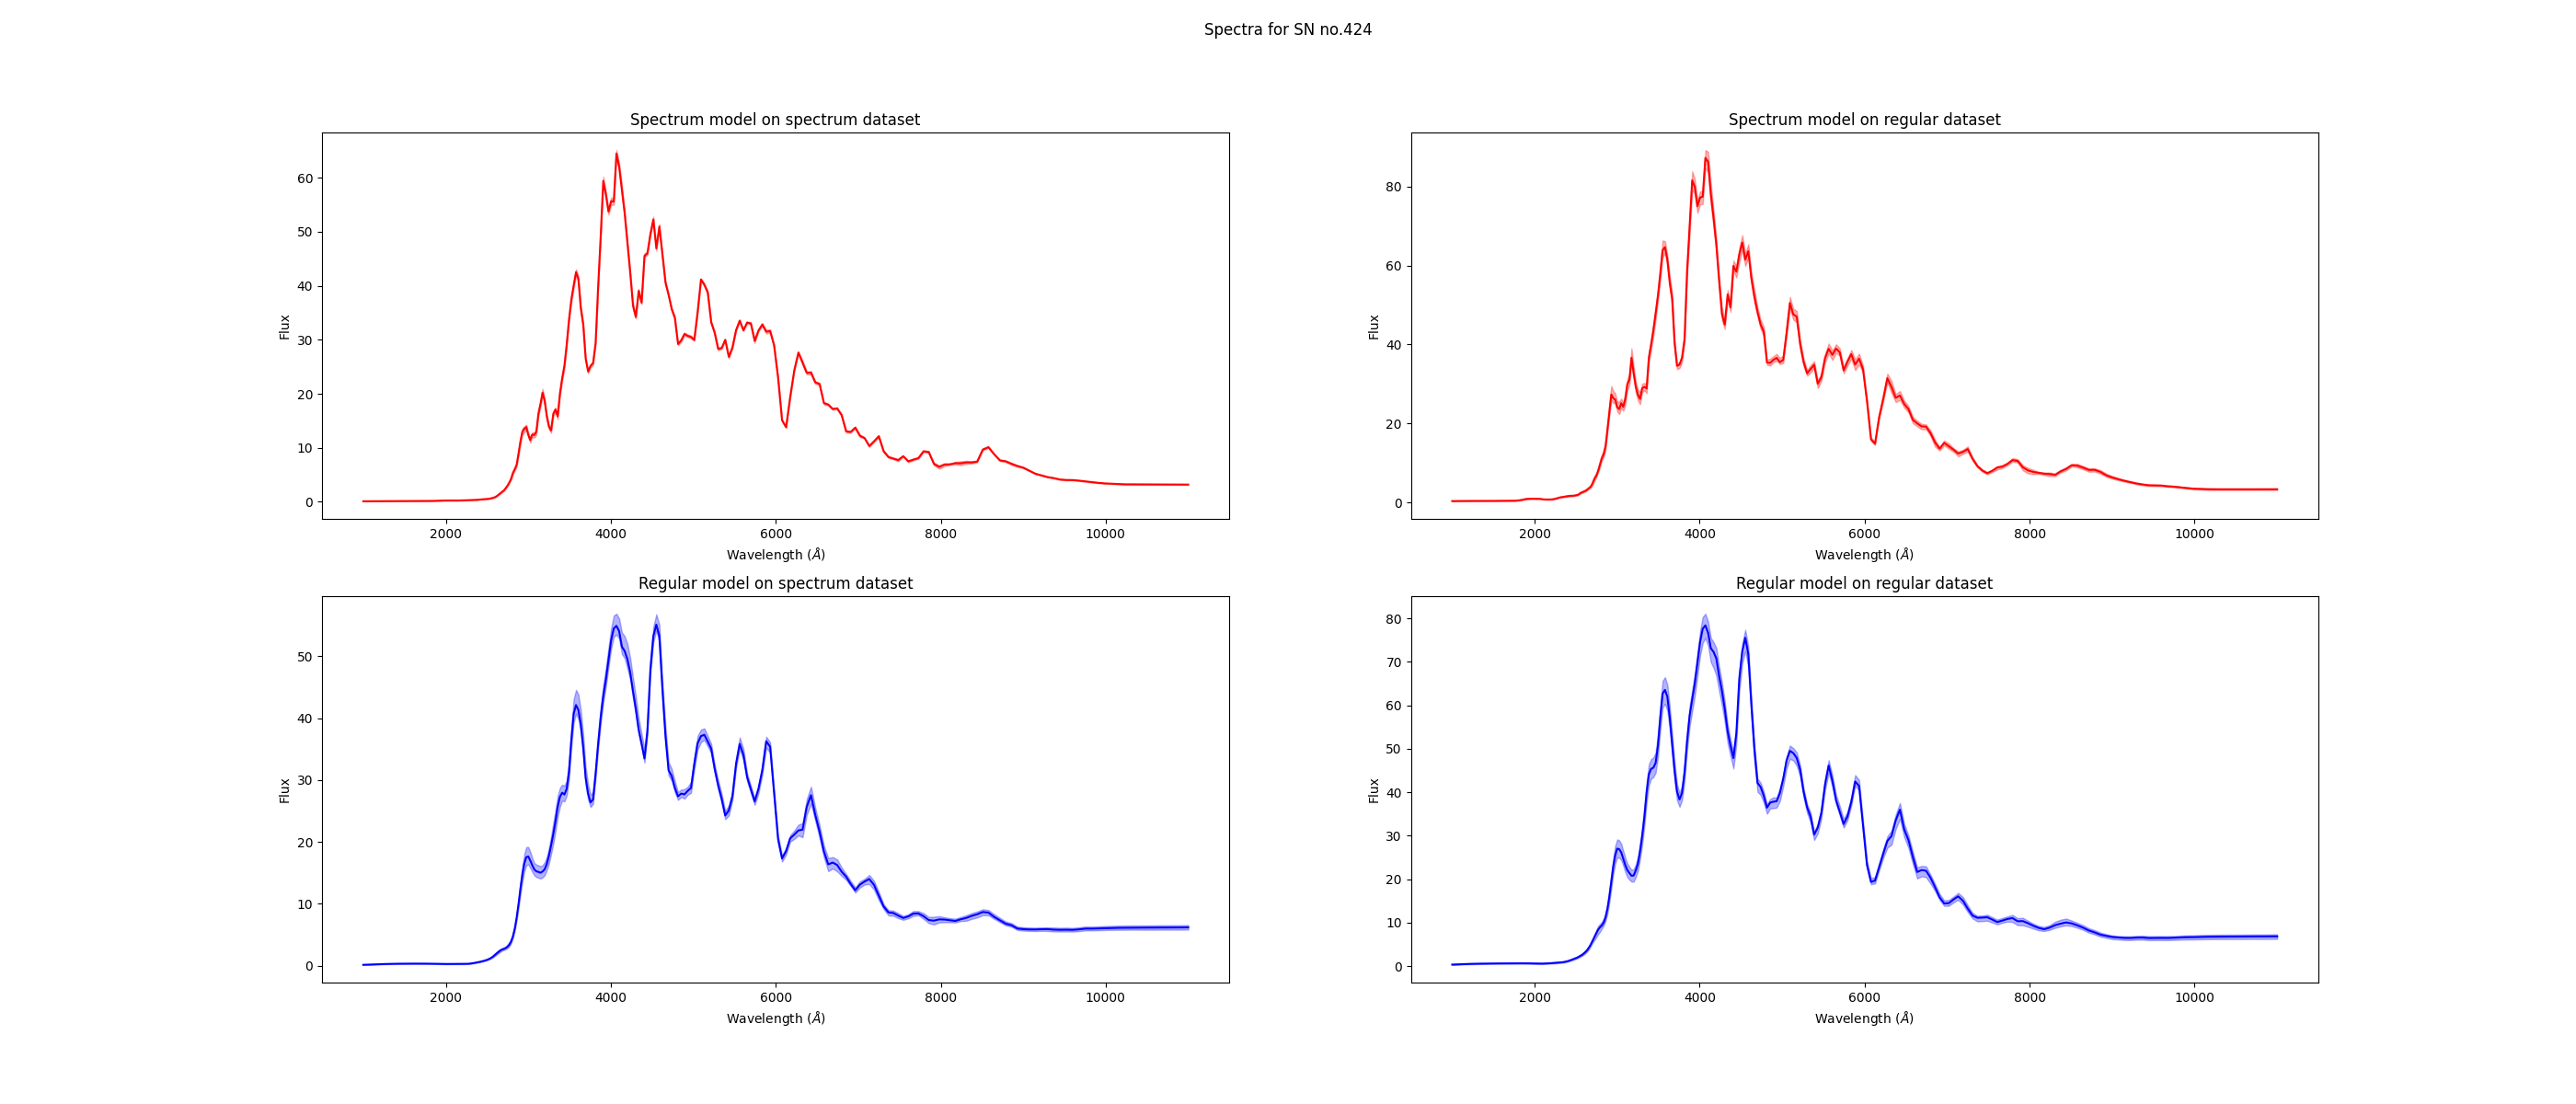 Spectra for SN no.424
Spectrum model on spectrum dataset
60
50
40
30
20
10
0
Flux
2000 4000 6000 8000 10000
Wavelength (Å)
Spectrum model on regular dataset
80
60
40
20
0
Flux
2000 4000 6000 8000 10000
Wavelength (Å)
Regular model on spectrum dataset
50
40
30
20
10
0
Flux
2000 4000 6000 8000 10000
Wavelength (Å)
Regular model on regular dataset
80
70
60
50
40
30
20
10
0
Flux
2000 4000 6000 8000 10000
Wavelength (Å)